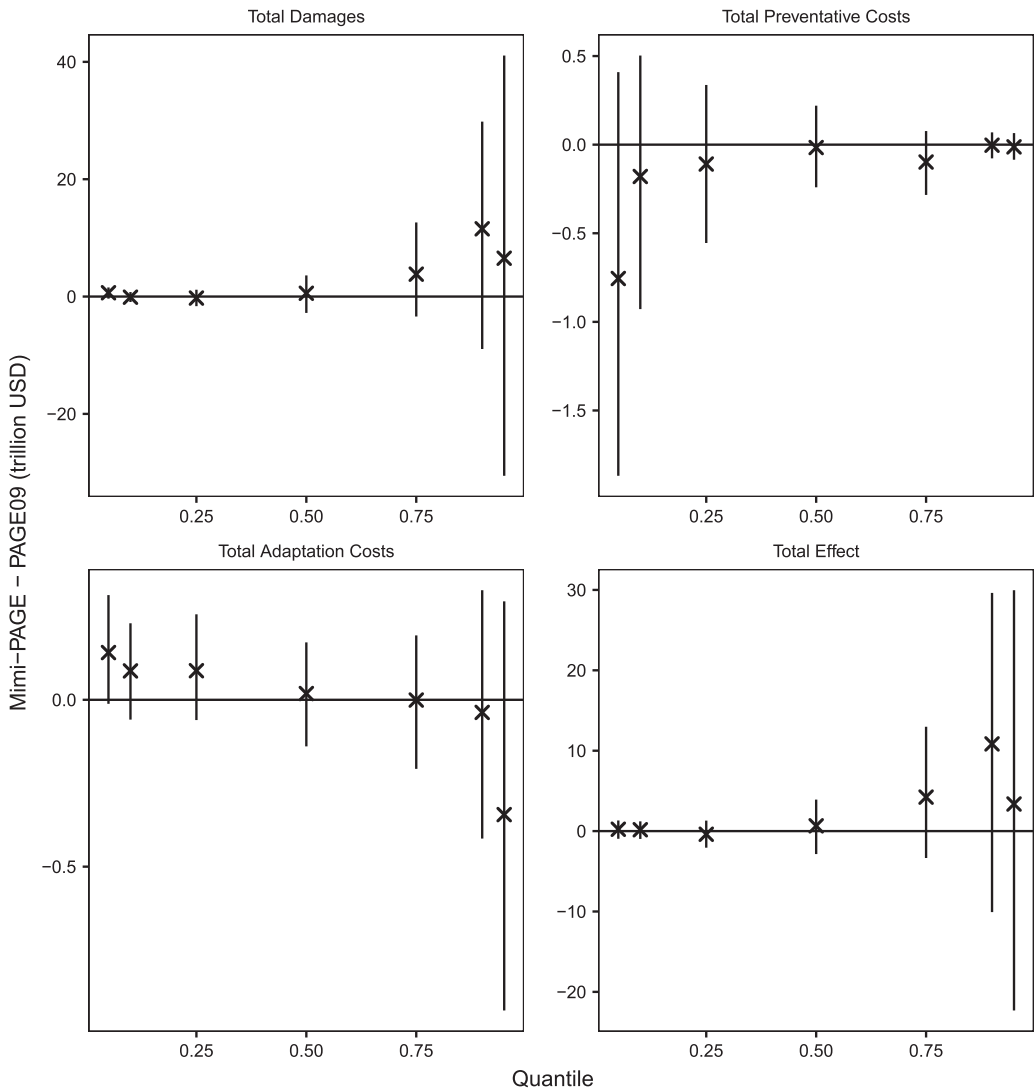 Total Damages
Total Preventative Costs
40
20
0
−20
0.5
0.0
−0.5
−1.0
−1.5
0.25 0.50 0.75
0.25 0.50 0.75
Mimi−PAGE − PAGE09 (trillion USD)
Total Adaptation Costs
Total Effect
0.0
−0.5
30
20
10
0
−10
−20
0.25 0.50 0.75
0.25 0.50 0.75
Quantile